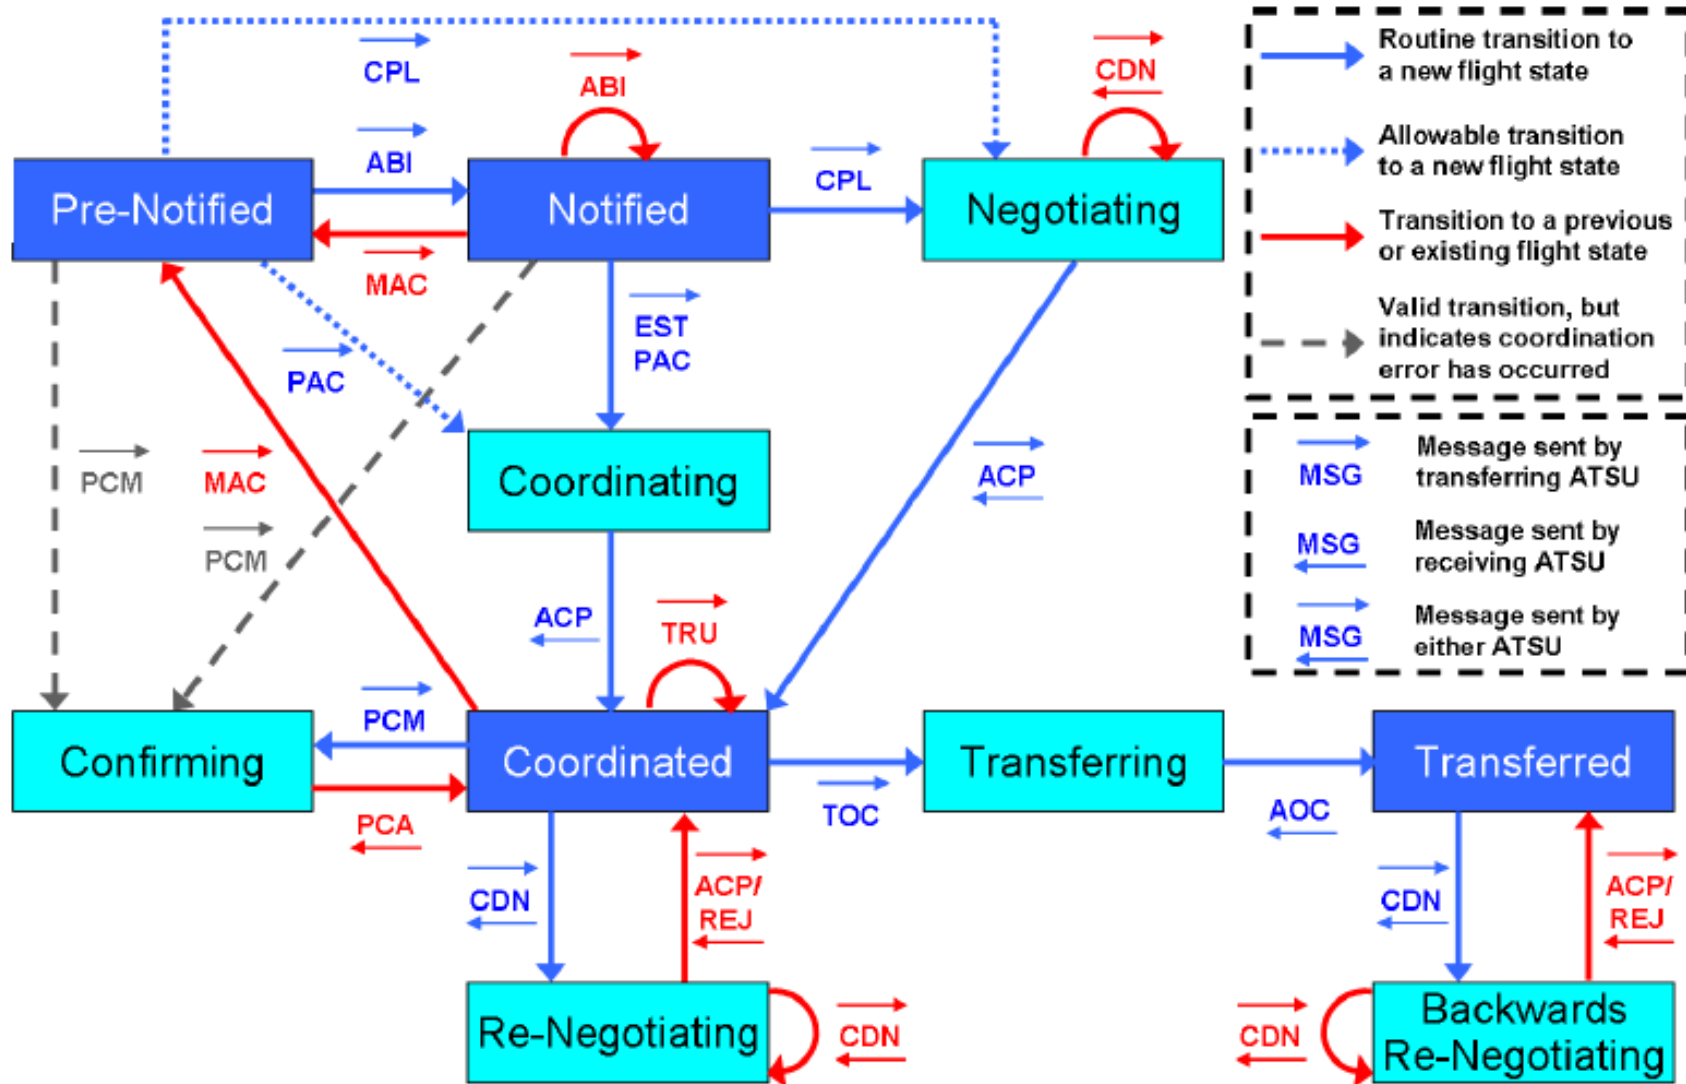 CPL
ABI
CDN
ABI
CPL
Pre-Notified
Notified
Negotiating
MAC
EST
PAC
PAC
PCM
MAC
Coordinating
ACP
PCM
ACP
TRU
PCM
Confirming
Coordinated
Transferring
Transferred
PCA
TOC
AOC
CDN
ACP/
REJ
CDN
ACP/
REJ
Re-Negotiating
CDN
CDN
Backwards
Re-Negotiating
Routine transition to
a new flight state
Allowable transition
to a new flight state
Transition to a previous
or existing flight state
Valid transition, but
indicates coordination
error has occurred
MSG
Message sent by
transferring ATSU
MSG
Message sent by
receiving ATSU
MSG
Message sent by
either ATSU